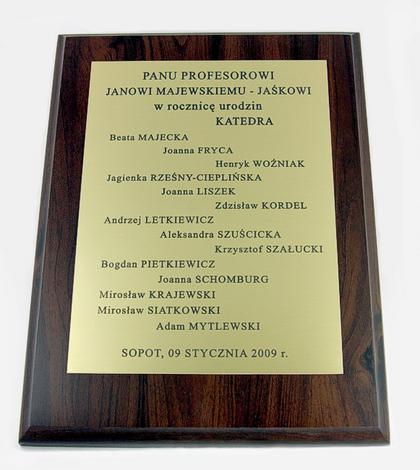 PANU PROFESOROWI
JANOWI MAJEWSKIEMU - JAŚKOWI
w rocznicę urodzin
KATEDRA
Beata MAJECKA
Joanna FRYCA
Henryk WOŹNIAK
Jagienka RZEŚNY-CIEPLIŃSKA
Joanna LISZEK
Zdzisław KORDEL
Andrzej LETKIEWICZ
Aleksandra SZUŚCICKA
Krzysztof SZAŁUCKI
Bogdan PIETKIEWICZ
Joanna SCHOMBURG
Mirosław KRAJEWSKI
Mirosław SIATKOWSKI
Adam MYTLEWSKI
SOPOT, 09 STYCZNIA 2009 r.